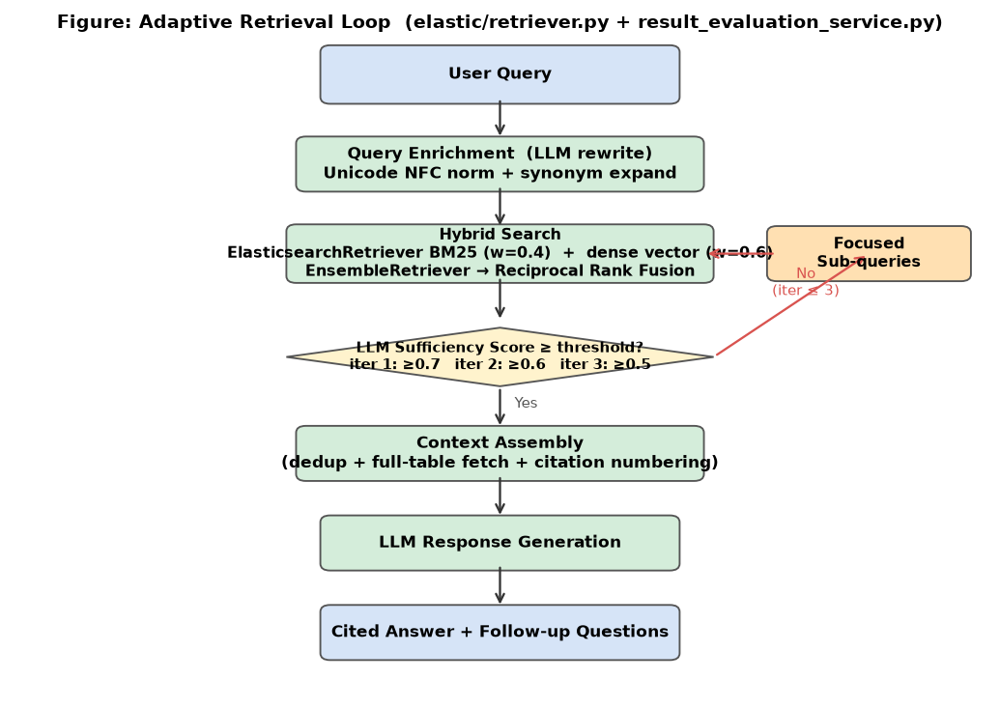 Figure: Adaptive Retrieval Loop  (elastic/retriever.py + result_evaluation_service.py)
User Query
Query Enrichment  (LLM rewrite)
Unicode NFC norm + synonym expand
Hybrid Search
ElasticsearchRetriever BM25 (w=0.4)  +  dense vector (w=0.6)
EnsembleRetriever → Reciprocal Rank Fusion
Focused
Sub-queries
No
(iter ≤ 3)
LLM Sufficiency Score ≥ threshold?
iter 1: ≥0.7   iter 2: ≥0.6   iter 3: ≥0.5
Yes
Context Assembly
(dedup + full-table fetch + citation numbering)
LLM Response Generation
Cited Answer + Follow-up Questions